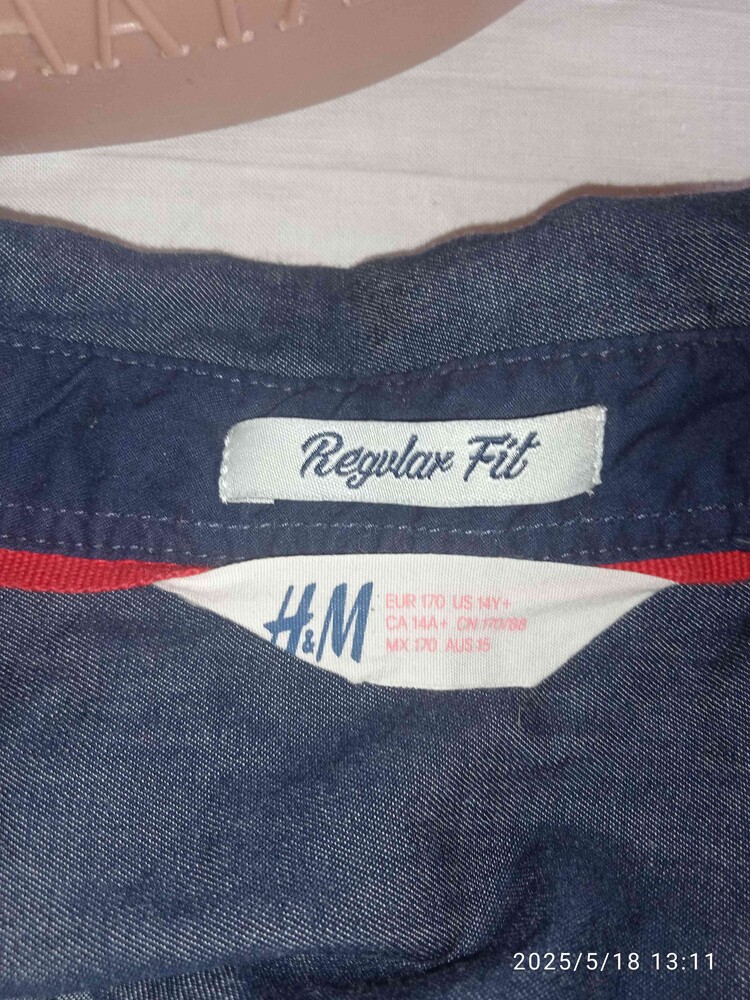 Regular Fit
H&M
EUR 170 US 14Y+
CA 14A+ CN 170/88
MX 170 AUS 15
2025/5/18 13:11